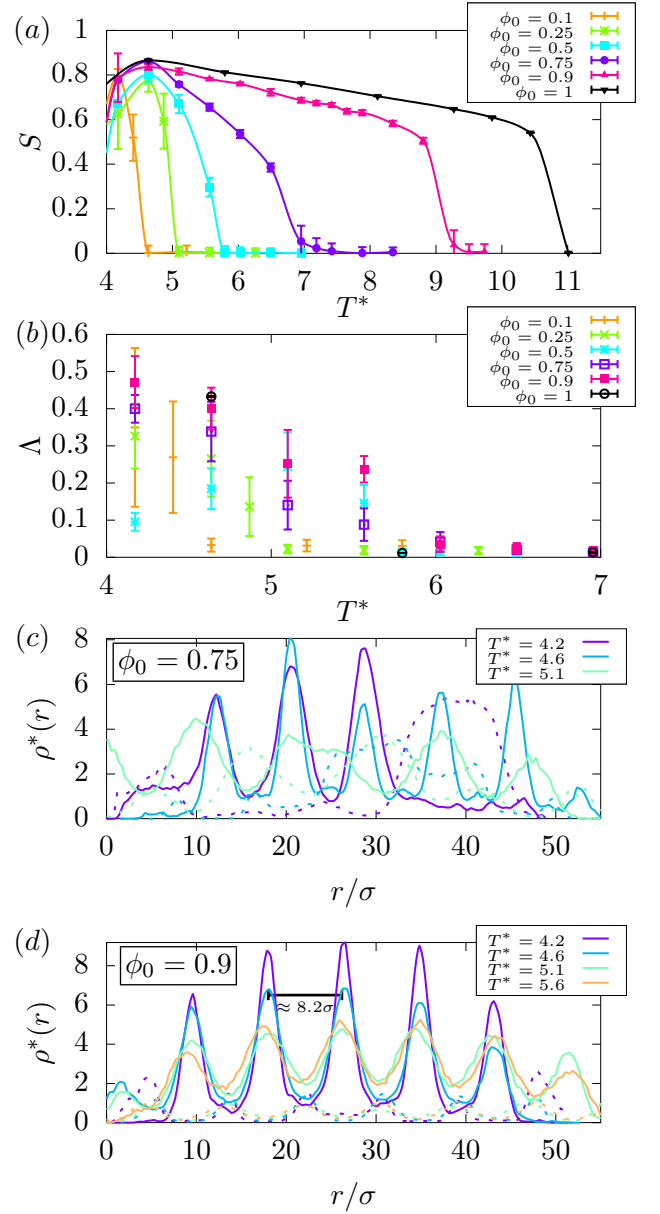 (a)
ϕ0 = 0.1
ϕ0 = 0.25
ϕ0 = 0.5
ϕ0 = 0.75
ϕ0 = 0.9
ϕ0 = 1
S
1
0.8
0.6
0.4
0.2
0
4 5 6 7 8 9 10 11
T*
(b)
ϕ0 = 0.1
ϕ0 = 0.25
ϕ0 = 0.5
ϕ0 = 0.75
ϕ0 = 0.9
ϕ0 = 1
Λ
0.6
0.5
0.4
0.3
0.2
0.1
0
4 5 6 7
T*
(c)
ϕ0 = 0.75
T* = 4.2
T* = 4.6
T* = 5.1
ρ*(r)
8
6
4
2
0
0 10 20 30 40 50
r/σ
(d)
ϕ0 = 0.9
T* = 4.2
T* = 4.6
T* = 5.1
T* = 5.6
≈ 8.2σ
ρ*(r)
8
6
4
2
0
0 10 20 30 40 50
r/σ